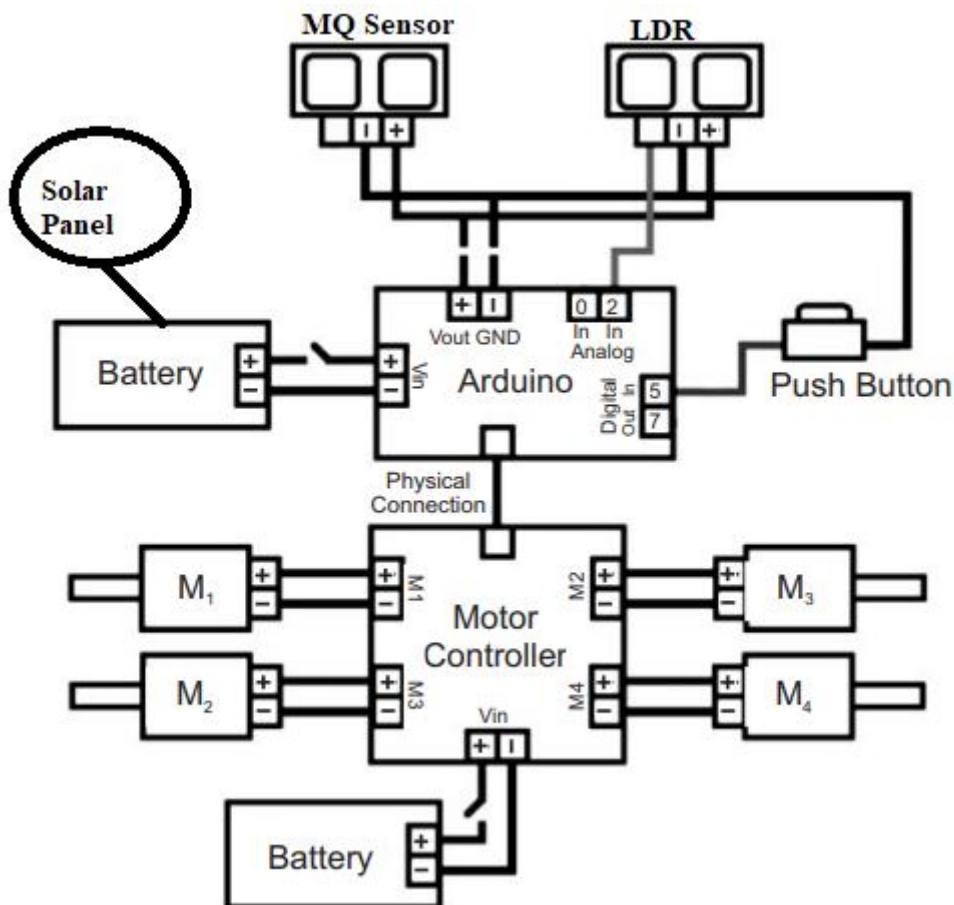 MQ Sensor
LDR
− +
− +
Solar
Panel
+ −
0 2
Vout GND
In In
Analog
Battery
+
−
+
−
Vin
Arduino
Digital
Out In
5
7
Push Button
Physical
Connection
M1
+
−
+
−
M1
Motor
Controller
M2
+
−
+
−
M3
M2
+
−
+
−
M3
M4
+
−
+
−
M4
Vin
+ −
Battery
+
−